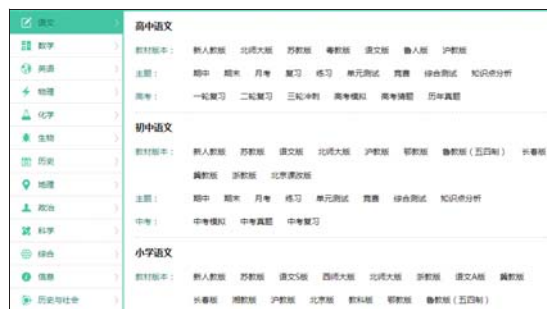 语文
数学
英语
物理
化学
生物
历史
地理
政治
科学
综合
信息
历史与社会
高中语文
教材版本： 新人教版 北师大版 苏教版 粤教版 语文版 鲁人版 沪教版
主题： 期中 期末 月考 复习 练习 单元测试 竞赛 综合测试 知识点分析
高考： 一轮复习 二轮复习 三轮冲刺 高考模拟 高考猜题 历年真题
初中语文
教材版本： 新人教版 苏教版 语文版 北师大版 沪教版 鄂教版 鲁教版（五四制） 长春版
冀教版 浙教版 北京课改版
主题： 期中 期末 月考 练习 单元测试 竞赛 综合测试 知识点分析
中考： 中考模拟 中考真题 中考复习
小学语文
教材版本： 新人教版 苏教版 语文S版 西师大版 北师大版 浙教版 语文A版 冀教版
长春版 湘教版 沪教版 北京版 教科版 鄂教版 鲁教版（五四制）